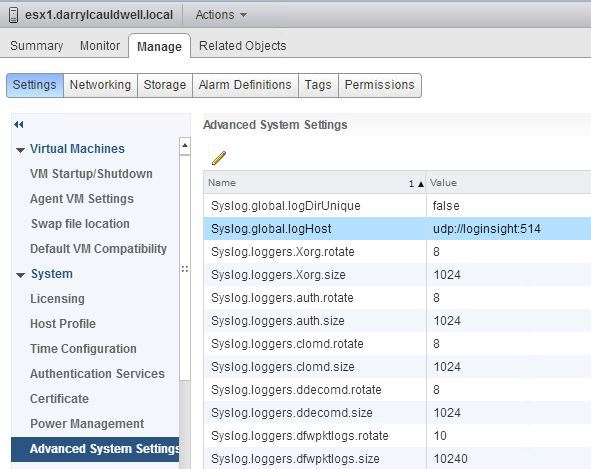 esx1.darrylcauldwell.local Actions
Summary Monitor Manage Related Objects
Settings Networking Storage Alarm Definitions Tags Permissions
Virtual Machines
VM Startup/Shutdown
Agent VM Settings
Swap file location
Default VM Compatibility
System
Licensing
Host Profile
Time Configuration
Authentication Services
Certificate
Power Management
Advanced System Settings
Advanced System Settings
Name 1 Value
Syslog.global.logDirUnique false
Syslog.global.logHost udp://loginsight:514
Syslog.loggers.Xorg.rotate 8
Syslog.loggers.Xorg.size 1024
Syslog.loggers.auth.rotate 8
Syslog.loggers.auth.size 1024
Syslog.loggers.clomd.rotate 8
Syslog.loggers.clomd.size 1024
Syslog.loggers.ddecomd.rotate 8
Syslog.loggers.ddecomd.size 1024
Syslog.loggers.dfwpktlogs.rotate 10
Syslog.loggers.dfwpktlogs.size 10240